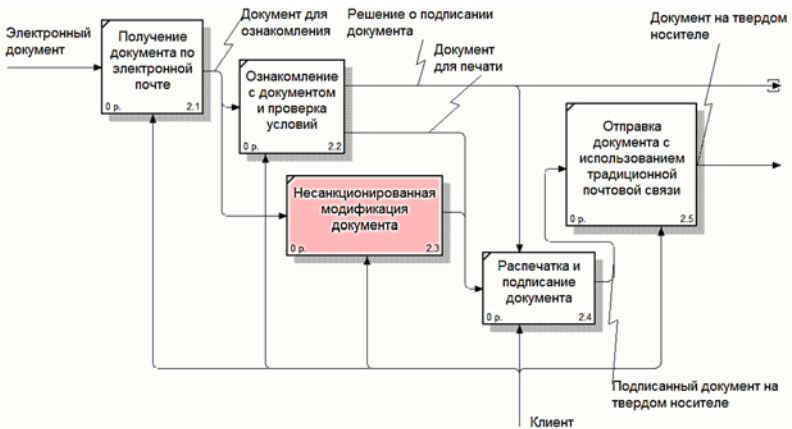 Электронный
документ
Документ для
ознакомления
Решение о подписании
документа
Документ
для печати
Документ на твердом
носителе
Получение
документа по
электронной
почте
0 р. 2.1
Ознакомление
с документом
и проверка
условий
0 р. 2.2
Несанкционированная
модификация
документа
0 р. 2.3
Распечатка и
подписание
документа
0 р. 2.4
Отправка
документа с
использованием
традиционной
почтовой связи
0 р. 2.5
Подписанный документ на
твердом носителе
Клиент